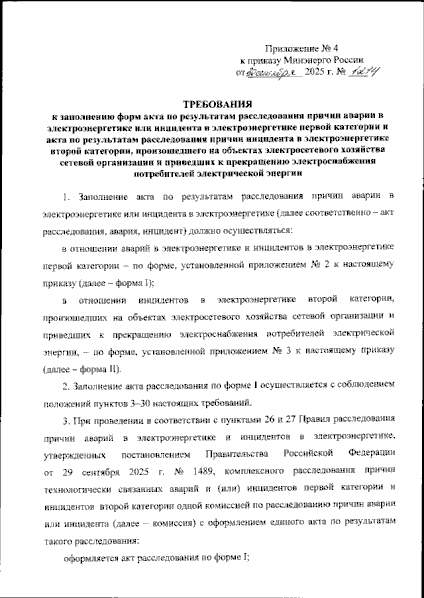 Приложение № 4
к приказу Минэнерго России
от 2025 г. № 1214
ТРЕБОВАНИЯ
к заполнению форм акта по результатам расследования причин аварии в
электроэнергетике или инцидента в электроэнергетике первой категории и
акта по результатам расследования причин инцидента в электроэнергетике
второй категории, произошедшего на объектах электросетевого хозяйства
сетевой организации и приведших к прекращению электроснабжения
потребителей электрической энергии
1. Заполнение акта по результатам расследования причин аварии в
электроэнергетике или инцидента в электроэнергетике (далее соответственно – акт
расследования, авария, инцидент) должно осуществляться:
в отношении аварий в электроэнергетике и инцидентов в электроэнергетике
первой категории – по форме, установленной приложением № 2 к настоящему
приказу (далее – форма I);
в отношении инцидентов в электроэнергетике второй категории,
произошедших на объектах электросетевого хозяйства сетевой организации и
приведших к прекращению электроснабжения потребителей электрической
энергии, – по форме, установленной приложением № 3 к настоящему приказу
(далее – форма II).
2. Заполнение акта расследования по форме I осуществляется с соблюдением
положений пунктов 3–30 настоящих требований.
3. При проведении в соответствии с пунктами 26 и 27 Правил расследования
причин аварий в электроэнергетике и инцидентов в электроэнергетике,
утвержденных постановлением Правительства Российской Федерации
от 29 сентября 2025 г. № 1489, комплексного расследования причин
технологически связанных аварий и (или) инцидентов первой категории и
инцидентов второй категории одной комиссией по расследованию причин аварии
или инцидента (далее – комиссия) с оформлением единого акта по результатам
такого расследования:
оформляется акт расследования по форме I;